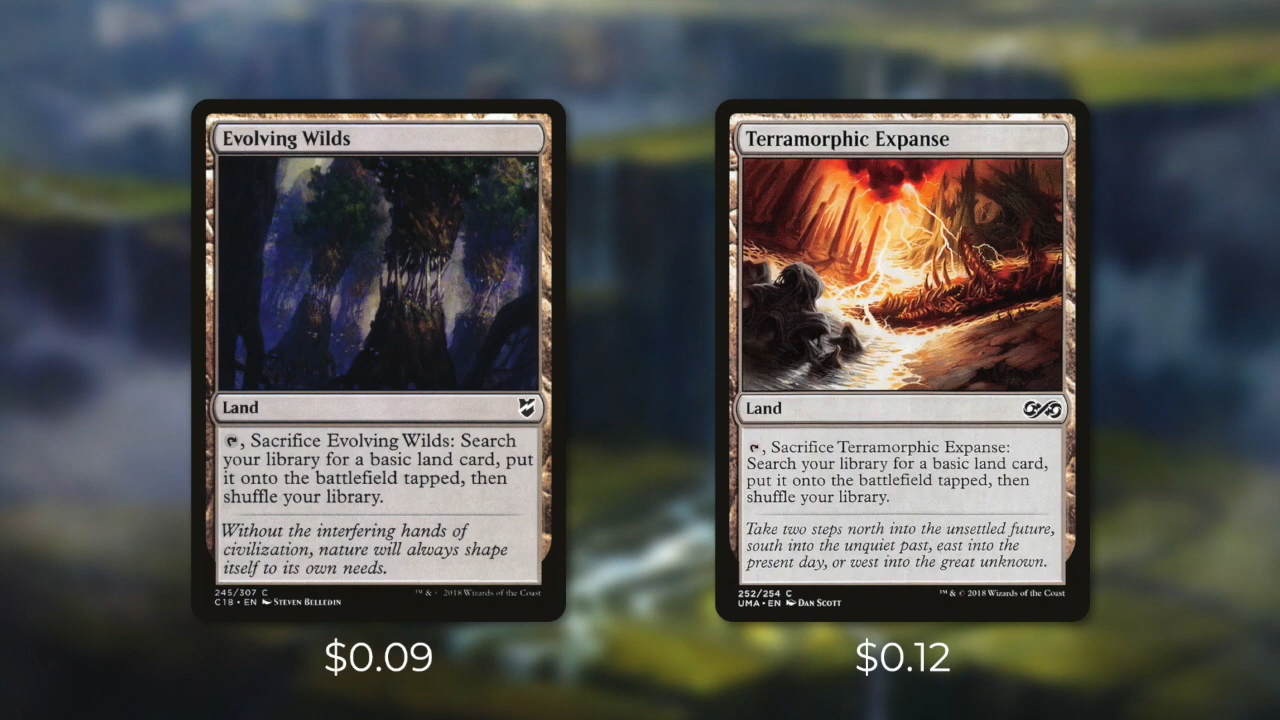 Evolving Wilds
Land
, Sacrifice Evolving Wilds: Search
your library for a basic land card, put
it onto the battlefield tapped, then
shuffle your library.
Without the interfering hands of
civilization, nature will always shape
itself to its own needs.
245/307 C
C18 • EN STEVEN BELLEDIN
™ & 2018 Wizards of the Coast
$0.09
Terramorphic Expanse
Land
, Sacrifice Terramorphic Expanse:
Search your library for a basic land card,
put it onto the battlefield tapped, then
shuffle your library.
Take two steps north into the unsettled future,
south into the unquiet past, east into the
present day, or west into the great unknown.
252/254 C
UMA • EN DAN SCOTT
™ & © 2018 Wizards of the Coast
$0.12